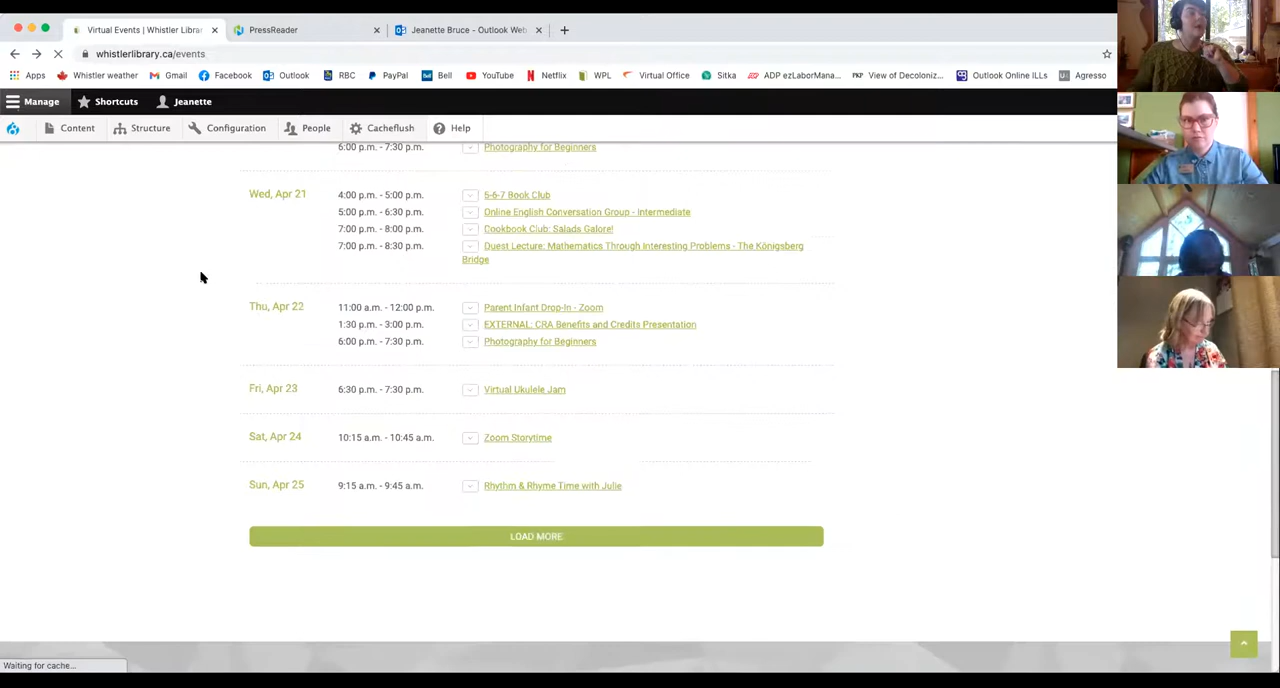 Virtual Events | Whistler Librar
PressReader
Jeanette Bruce - Outlook Web
whistlerlibrary.ca/events
Apps Whistler weather Gmail Facebook Outlook RBC PayPal Bell YouTube Netflix WPL Virtual Office Sitka ADP ezLaborMana... View of Decoloniz... Outlook Online ILLs Agresso
Manage Shortcuts Jeanette
Content Structure Configuration People Cacheflush Help
6:00 p.m. - 7:30 p.m. Photography for Beginners
Wed, Apr 21 4:00 p.m. - 5:00 p.m. 5-6-7 Book Club
5:00 p.m. - 6:30 p.m. Online English Conversation Group - Intermediate
7:00 p.m. - 8:00 p.m. Cookbook Club: Salads Galore!
7:00 p.m. - 8:30 p.m. Guest Lecture: Mathematics Through Interesting Problems - The Königsberg
Bridge
Thu, Apr 22 11:00 a.m. - 12:00 p.m. Parent Infant Drop-In - Zoom
1:30 p.m. - 3:00 p.m. EXTERNAL: CRA Benefits and Credits Presentation
6:00 p.m. - 7:30 p.m. Photography for Beginners
Fri, Apr 23 6:30 p.m. - 7:30 p.m. Virtual Ukulele Jam
Sat, Apr 24 10:15 a.m. - 10:45 a.m. Zoom Storytime
Sun, Apr 25 9:15 a.m. - 9:45 a.m. Rhythm & Rhyme Time with Julie
LOAD MORE
Waiting for cache...